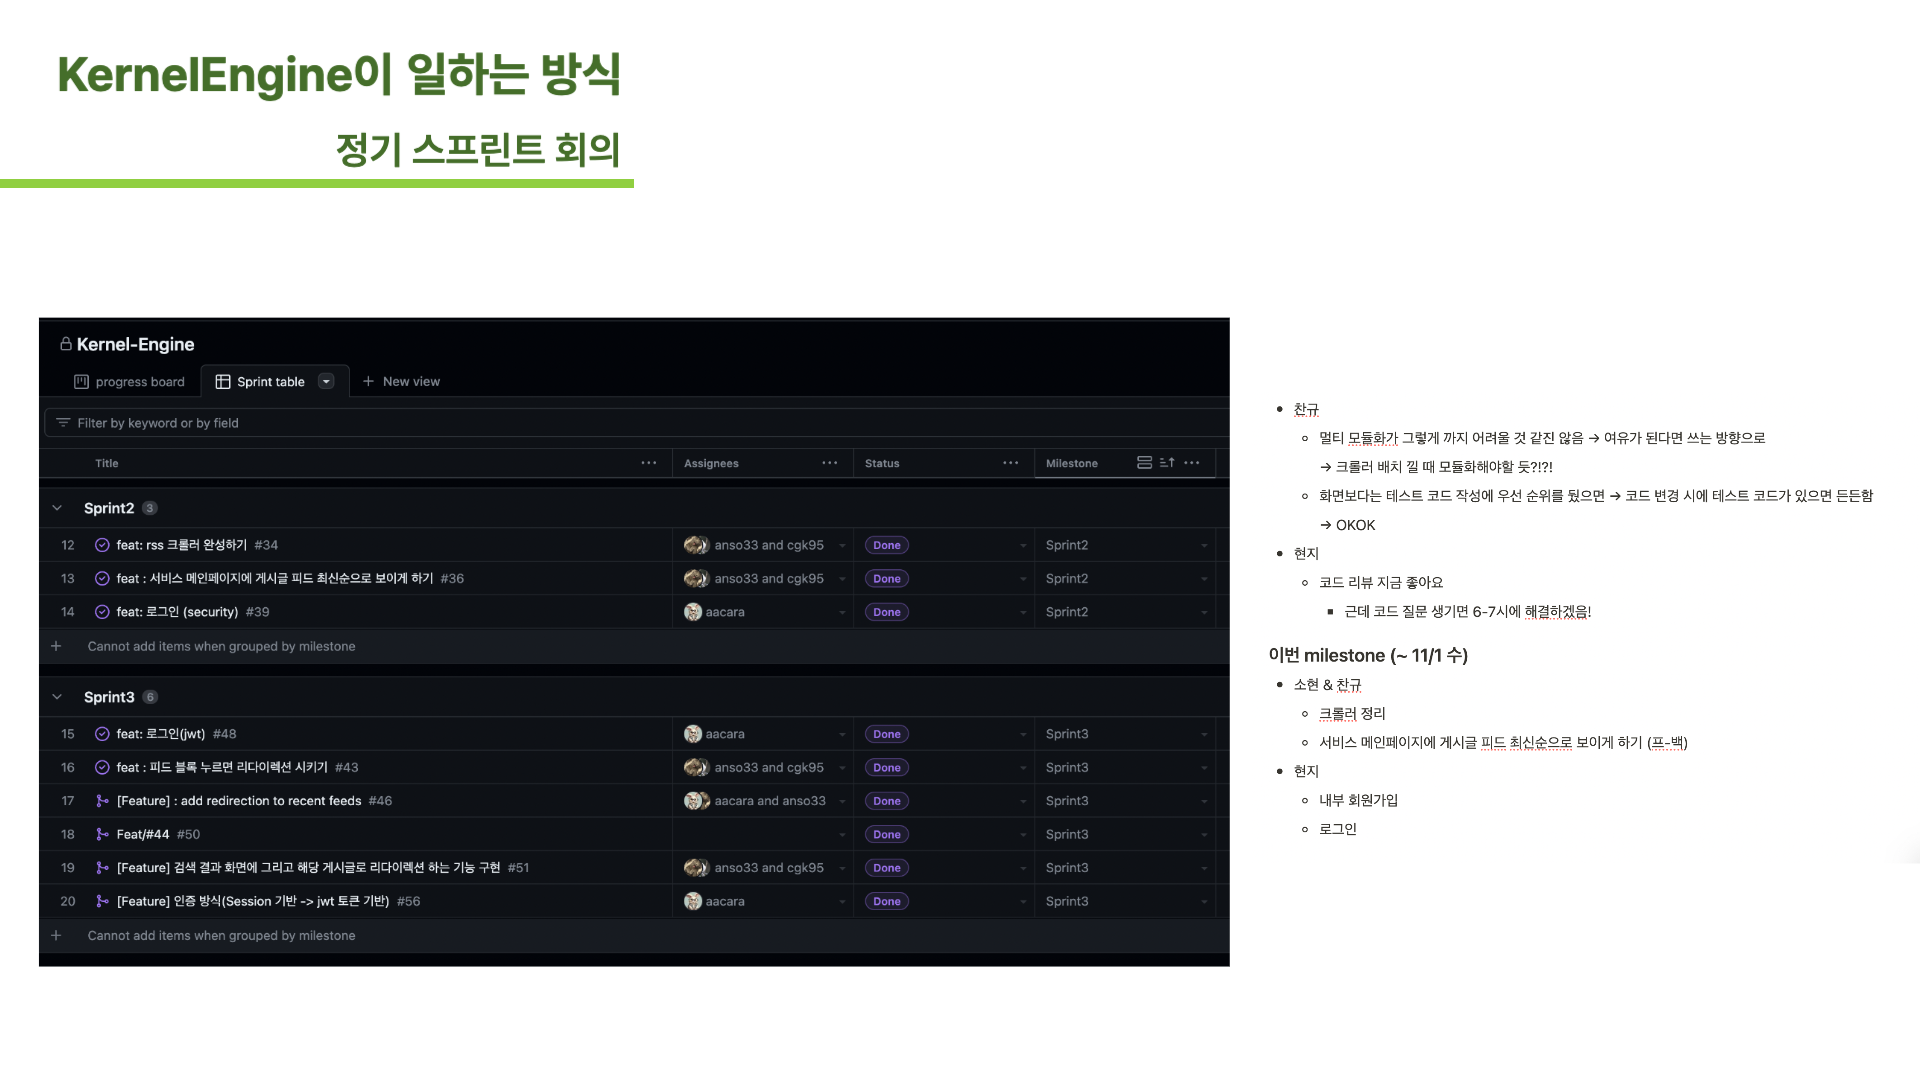 KernelEngine이 일하는 방식
정기 스프린트 회의
Kernel-Engine
progress board
Sprint table
New view
Filter by keyword or by field
Title Assignees Status Milestone
Sprint2 3
12 feat: rss 크롤러 완성하기 #34 anso33 and cgk95 Done Sprint2
13 feat : 서비스 메인페이지에 게시글 피드 최신순으로 보이게 하기 #36 anso33 and cgk95 Done Sprint2
14 feat: 로그인 (security) #39 aacara Done Sprint2
Cannot add items when grouped by milestone
Sprint3 6
15 feat: 로그인(jwt) #48 aacara Done Sprint3
16 feat : 피드 블록 누르면 리다이렉션 시키기 #43 anso33 and cgk95 Done Sprint3
17 [Feature] : add redirection to recent feeds #46 aacara and anso33 Done Sprint3
18 Feat/#44 #50 Done Sprint3
19 [Feature] 검색 결과 화면에 그리고 해당 게시글로 리다이렉션 하는 기능 구현 #51 anso33 and cgk95 Done Sprint3
20 [Feature] 인증 방식(Session 기반 -> jwt 토큰 기반) #56 aacara Done Sprint3
Cannot add items when grouped by milestone
찬규
멀티 모듈화가 그렇게 까지 어려울 것 같진 않음 → 여유가 된다면 쓰는 방향으로
→ 크롤러 배치 낄 때 모듈화해야할 듯?!?!
화면보다는 테스트 코드 작성에 우선 순위를 뒀으면 → 코드 변경 시에 테스트 코드가 있으면 든든함
→ OKOK
현지
코드 리뷰 지금 좋아요
근데 코드 질문 생기면 6-7시에 해결하겠음!
이번 milestone (~ 11/1 수)
소현 & 찬규
크롤러 정리
서비스 메인페이지에 게시글 피드 최신순으로 보이게 하기 (프-백)
현지
내부 회원가입
로그인